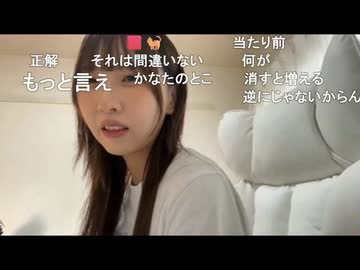 当たり前
正解 それは間違いない 何が
もっと言え かなたのとこ 消すと増える
逆にじゃないからん